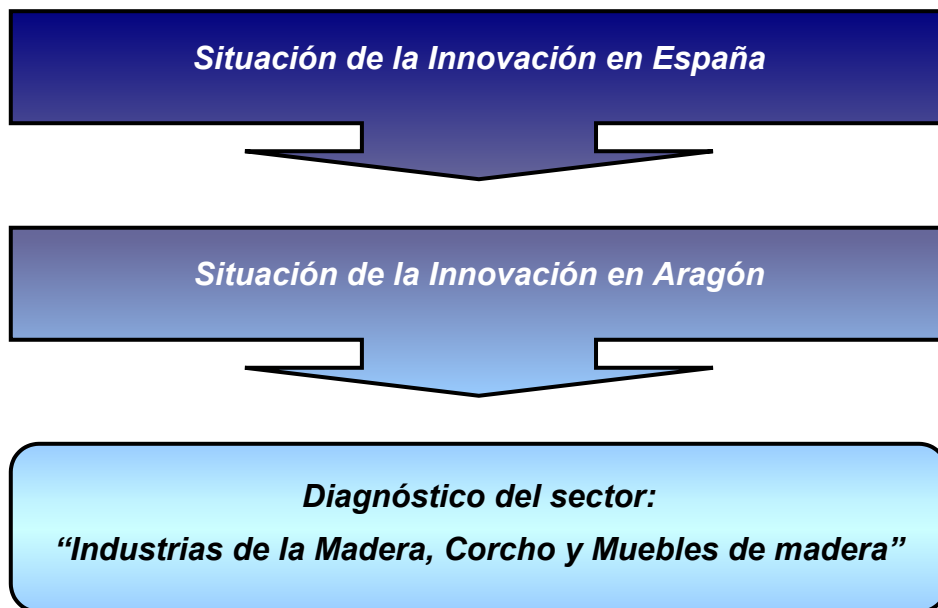 Situación de la Innovación en España
Situación de la Innovación en Aragón
Diagnóstico del sector:
“Industrias de la Madera, Corcho y Muebles de madera”